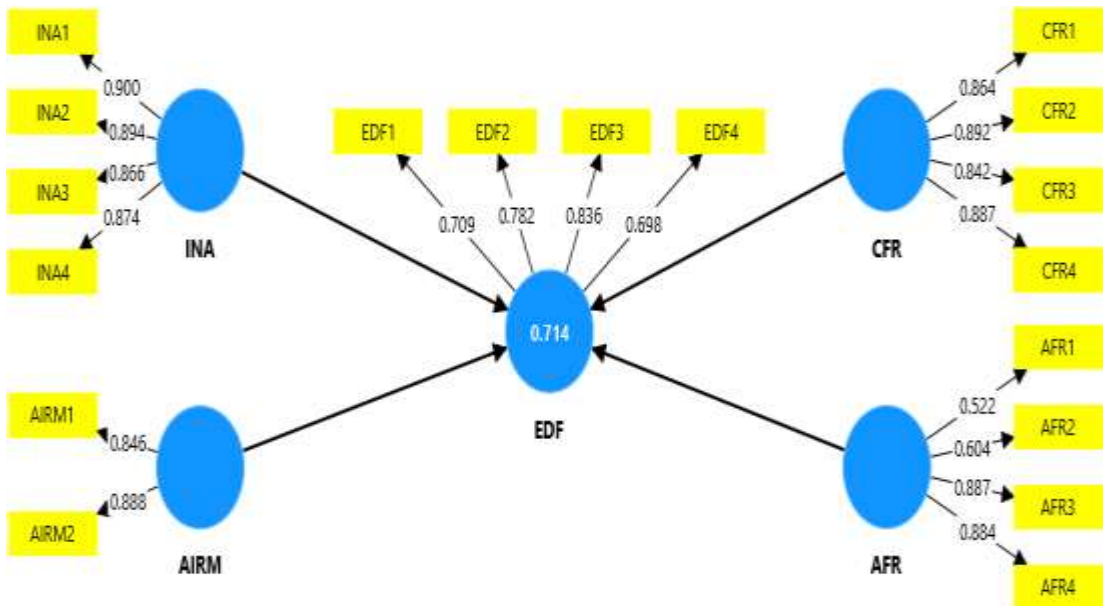 INA1
INA2
INA3
INA4
0.900
0.894
0.866
0.874
INA
AIRM1
AIRM2
0.846
0.888
AIRM
EDF1
EDF2
EDF3
EDF4
0.709
0.782
0.836
0.698
0.714
EDF
CFR1
CFR2
CFR3
CFR4
0.864
0.892
0.842
0.887
CFR
AFR1
AFR2
AFR3
AFR4
0.522
0.604
0.887
0.884
AFR